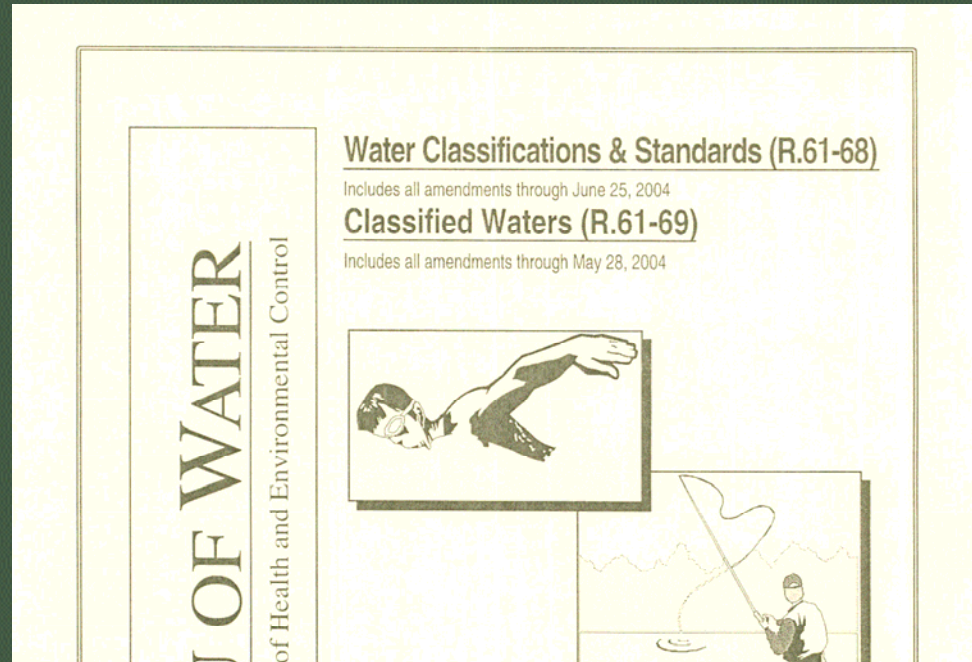 Water Classifications & Standards (R.61-68)
Includes all amendments through June 25, 2004
Classified Waters (R.61-69)
Includes all amendments through May 28, 2004
OF WATER
of Health and Environmental Control